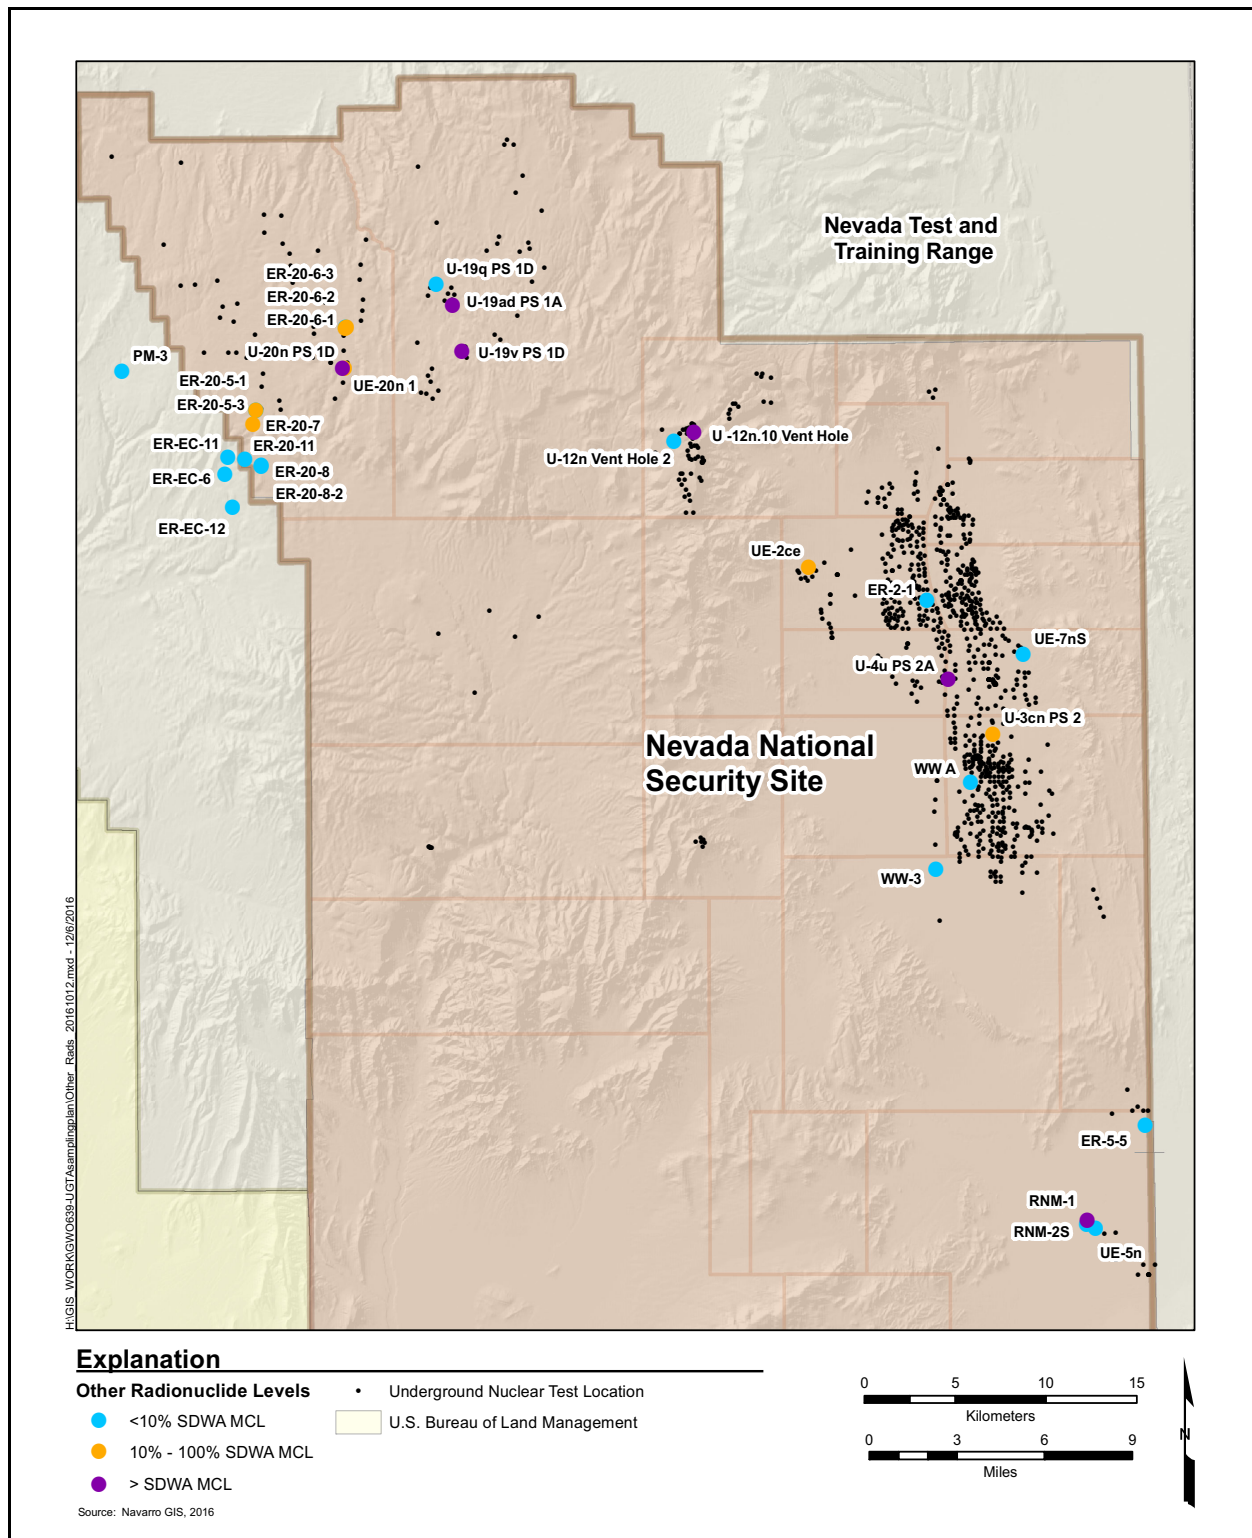 Nevada Test and
Training Range
ER-20-6-3
U-19q PS 1D
ER-20-6-2
U-19ad PS 1A
ER-20-6-1
U-20n PS 1D
U-19v PS 1D
PM-3
ER-20-5-1
UE-20n 1
ER-20-5-3
ER-20-7
U -12n.10 Vent Hole
ER-EC-11
ER-20-11
U-12n Vent Hole 2
ER-EC-6
ER-20-8
ER-20-8-2
ER-EC-12
UE-2ce
ER-2-1
UE-7nS
U-4u PS 2A
U-3cn PS 2
Nevada National
Security Site
WW A
WW-3
ER-5-5
RNM-1
RNM-2S
UE-5n
H:\GIS_WORK\GWO639-UGTAsamplingplan\Other_Rads_20161012.mxd - 12/6/2016
Explanation
Other Radionuclide Levels
<10% SDWA MCL
10% - 100% SDWA MCL
> SDWA MCL
Underground Nuclear Test Location
U.S. Bureau of Land Management
0 5 10 15
Kilometers
0 3 6 9
Miles
N
Source: Navarro GIS, 2016